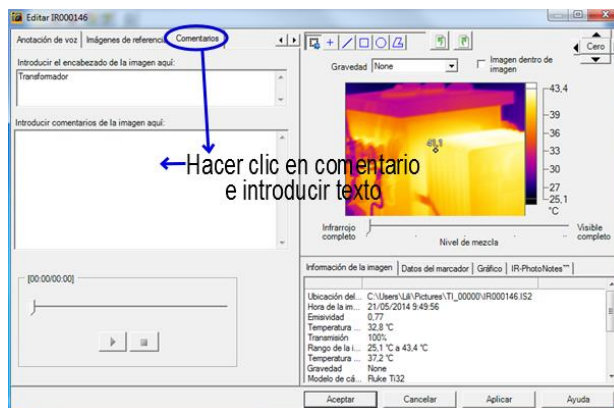 Editar IR000146
Anotación de voz
Imágenes de referencia
Comentarios
Introducir el encabezado de la imagen aquí:
Transfomador
Introducir comentarios de la imagen aquí:
Hacer clic en comentario
e introducir texto
[00:00/00:00]
Cero
Gravedad None
Imagen dentro de
imagen
43,4
39
36
33
30
27
25,1
°C
41,1
Infrarrojo
completo
Nivel de mezcla
Visible
completo
Información de la imagen
Datos del marcador
Gráfico
IR-PhotoNotes™
Ubicación del... C:\Users\Lili\Pictures\TI_00000\IR000146.IS2
Hora de la im... 21/05/2014 9:49:56
Emisividad 0,77
Temperatura ... 32,8 °C
Transmisión 100%
Rango de la i... 25,1 °C a 43,4 °C
Temperatura ... 37,2 °C
Gravedad None
Modelo de cá... Fluke Ti32
Aceptar
Cancelar
Aplicar
Ayuda